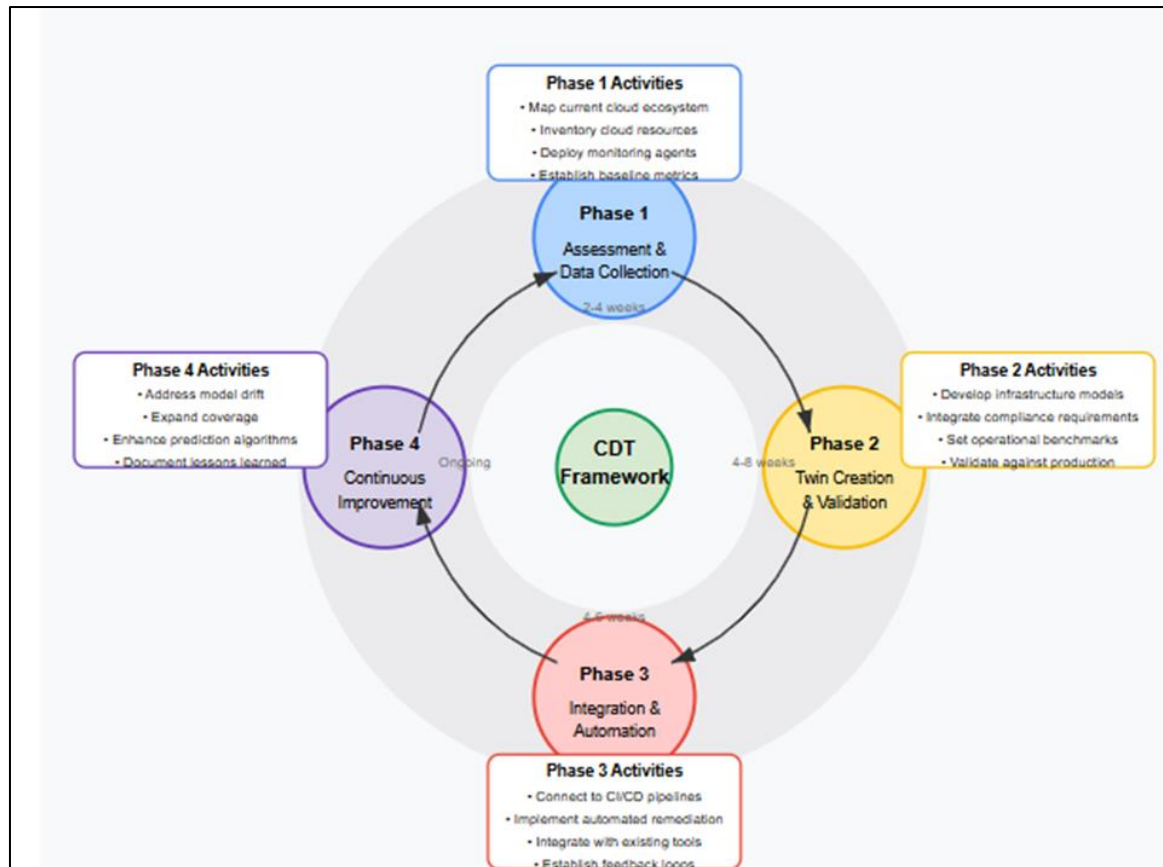 Phase 1 Activities
• Map current cloud ecosystem
• Inventory cloud resources
• Deploy monitoring agents
• Establish baseline metrics
Phase 1
Assessment &
Data Collection
2-4 weeks
Phase 4 Activities
• Address model drift
• Expand coverage
• Enhance prediction algorithms
• Document lessons learned
Phase 4
Continuous
Improvement
Ongoing
CDT
Framework
Phase 2 Activities
• Develop infrastructure models
• Integrate compliance requirements
• Set operational benchmarks
• Validate against production
4-8 weeks
Phase 2
Twin Creation
& Validation
weeks
Phase 3
Integration &
Automation
Phase 3 Activities
• Connect to CI/CD pipelines
• Implement automated remediation
• Integrate with existing tools
• Establish feedback loops